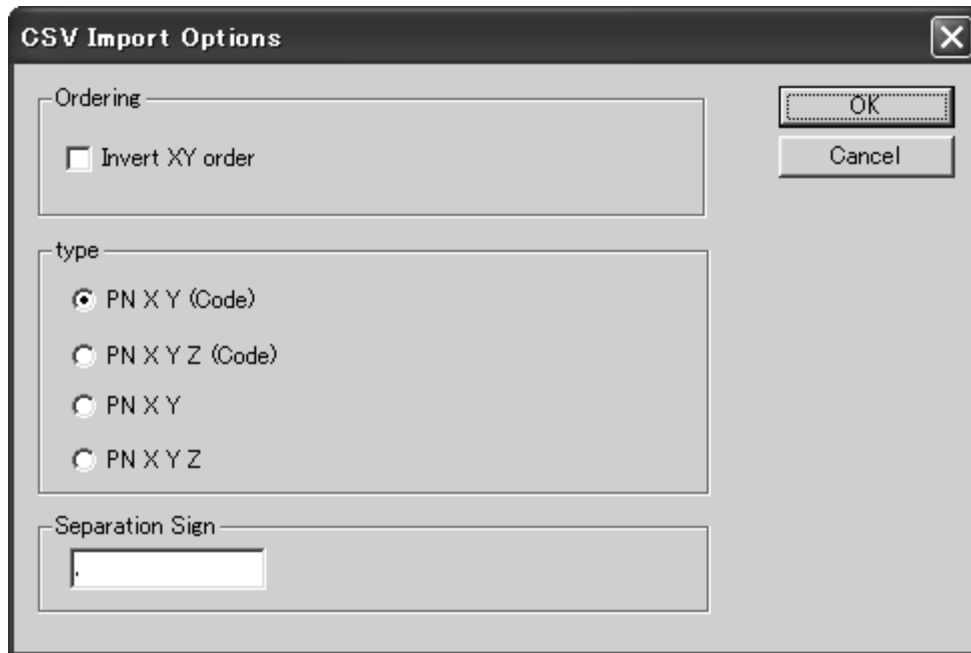 CSV Import Options
Ordering
OK
Invert XY order
Cancel
type
PN X Y (Code)
PN X Y Z (Code)
PN X Y
PN X Y Z
Separation Sign